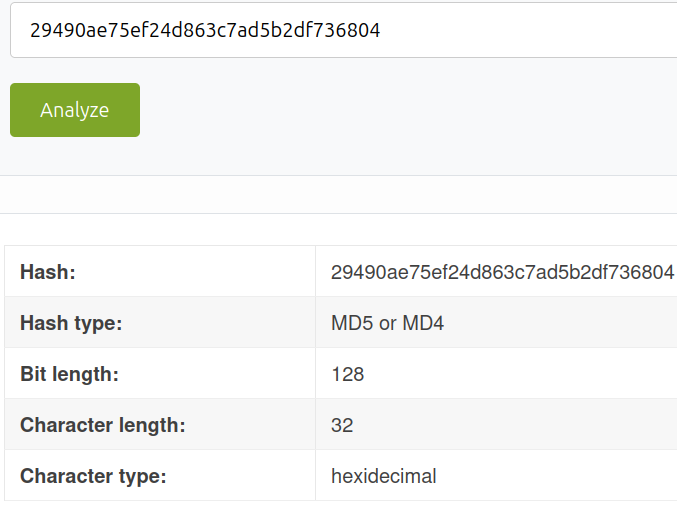 29490ae75ef24d863c7ad5b2df736804
Analyze
Hash: 29490ae75ef24d863c7ad5b2df736804
Hash type: MD5 or MD4
Bit length: 128
Character length: 32
Character type: hexidecimal